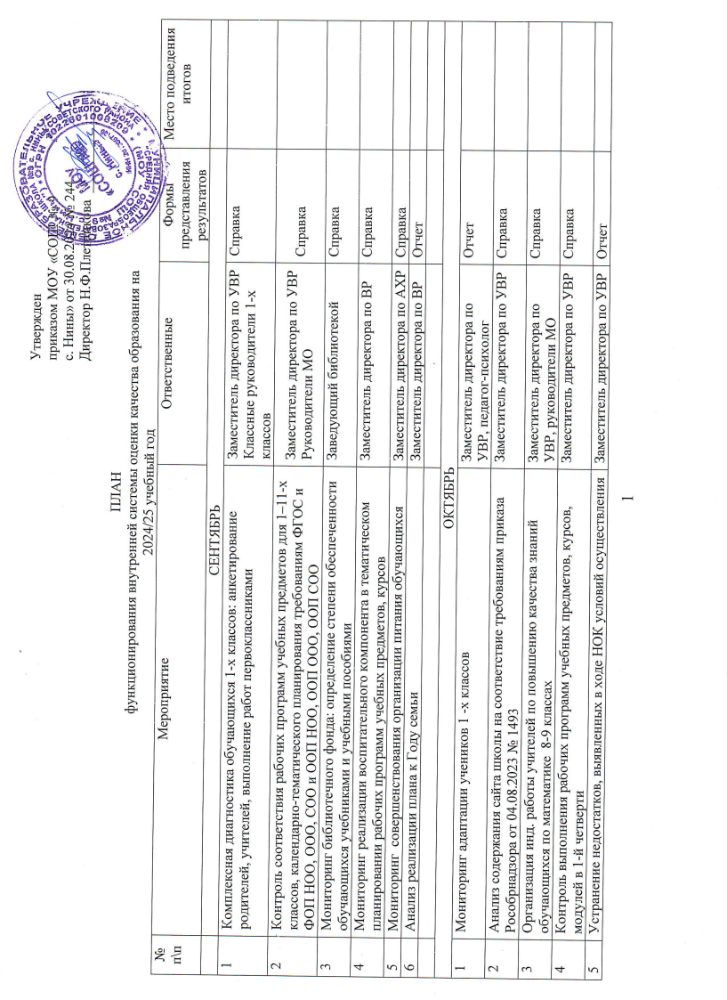 Утвержден
приказом МОУ «СОШ № 9
с. Нины» от 30.08.2024 № 244
Директор Н.Ф.Плетникова
ПЛАН
функционирования внутренней системы оценки качества образования на
2024/25 учебный год
№
п\п
Мероприятие
Ответственные
Формы
представления
результатов
Место подведения
итогов
СЕНТЯБРЬ
1
Комплексная диагностика обучающихся 1-х классов: анкетирование
родителей, учителей, выполнение работ первоклассниками
Заместитель директора по УВР
Классные руководители 1-х
классов
Справка
2
Контроль соответствия рабочих программ учебных предметов для 1–11-х
классов, календарно-тематического планирования требованиям ФГОС и
ФОП НОО, ООО, СОО и ООП НОО, ООП ООО, ООП СОО
Заместитель директора по УВР
Руководители МО
Справка
3
Мониторинг библиотечного фонда: определение степени обеспеченности
обучающихся учебниками и учебными пособиями
Заведующий библиотекой
Справка
4
Мониторинг реализации воспитательного компонента в тематическом
планировании рабочих программ учебных предметов, курсов
Заместитель директора по ВР
Справка
5
Мониторинг совершенствования организации питания обучающихся
Заместитель директора по АХР
Справка
6
Анализ реализации плана к Году семьи
Заместитель директора по ВР
Отчет
ОКТЯБРЬ
1
Мониторинг адаптации учеников 1 -х классов
Заместитель директора по
УВР, педагог-психолог
Отчет
2
Анализ содержания сайта школы на соответствие требованиям приказа
Рособрнадзора от 04.08.2023 № 1493
Заместитель директора по УВР
Справка
3
Организация инд. работы учителей по повышению качества знаний
обучающихся по математике 8-9 классах
Заместитель директора по
УВР, руководители МО
Справка
4
Контроль выполнения рабочих программ учебных предметов, курсов,
модулей в 1-й четверти
Заместитель директора по УВР
Справка
5
Устранение недостатков, выявленных в ходе НОК условий осуществления
Заместитель директора по УВР
Отчет
1